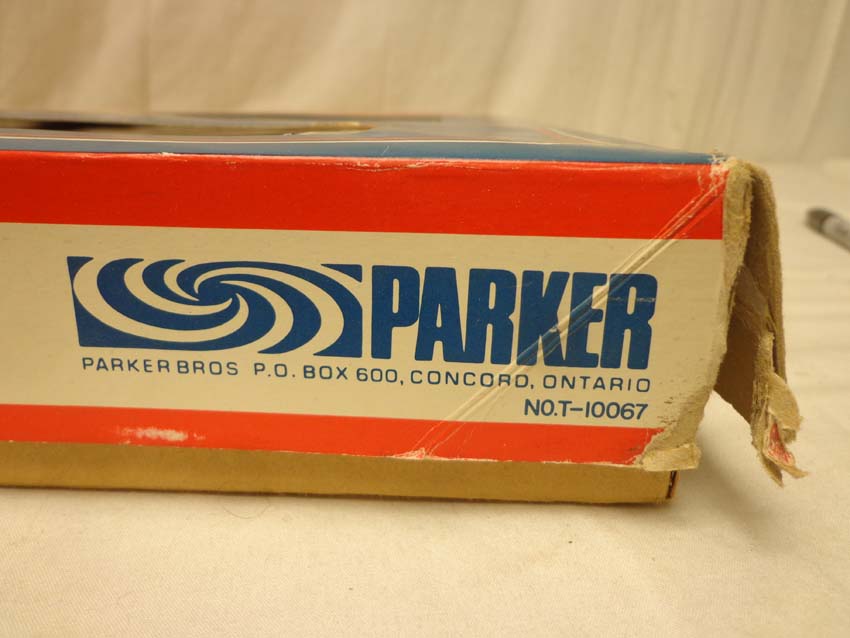 PARKER
PARKER BROS P.O. BOX 600, CONCORD, ONTARIO
NO.T-10067